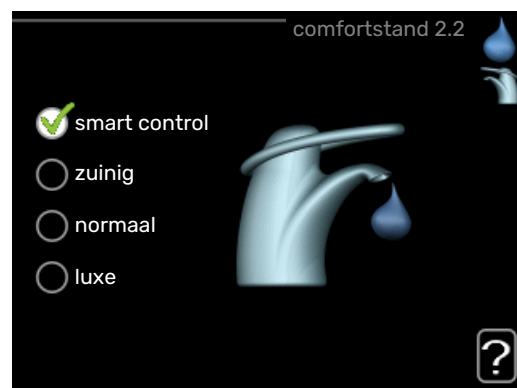 comfortstand 2.2
smart control
zuinig
normaal
luxe
?